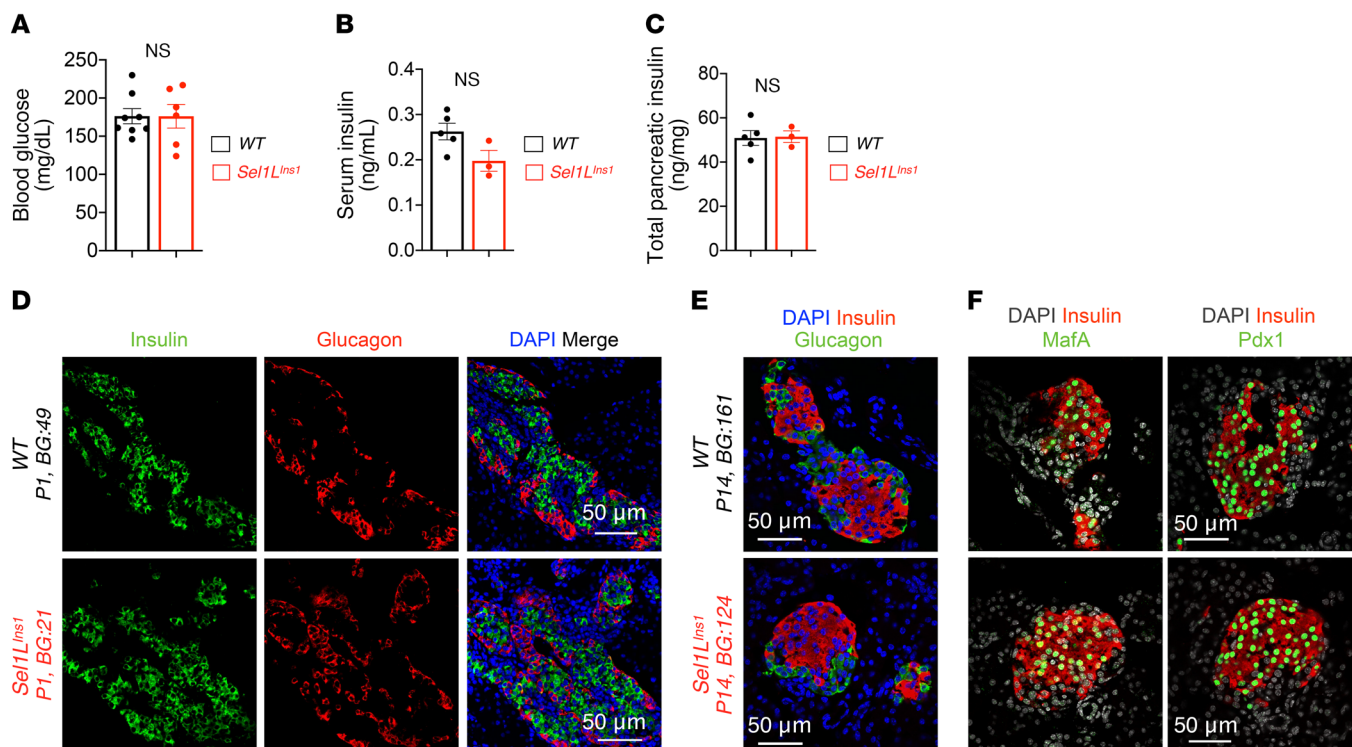 A
Blood glucose
(mg/dL)
250
200
150
100
50
0
NS
WT
Sel1L^Ins1
B
Serum insulin
(ng/mL)
0.4
0.3
0.2
0.1
0.0
NS
WT
Sel1L^Ins1
C
Total pancreatic insulin
(ng/mg)
80
60
40
20
0
NS
WT
Sel1L^Ins1
D
Insulin
Glucagon
DAPI Merge
WT
P1, BG:49
50 μm
Sel1L^Ins1
P1, BG:21
50 μm
E
DAPI Insulin
Glucagon
WT
P14, BG:161
50 μm
Sel1L^Ins1
P14, BG:124
50 μm
F
DAPI Insulin
MafA
DAPI Insulin
Pdx1
50 μm
50 μm